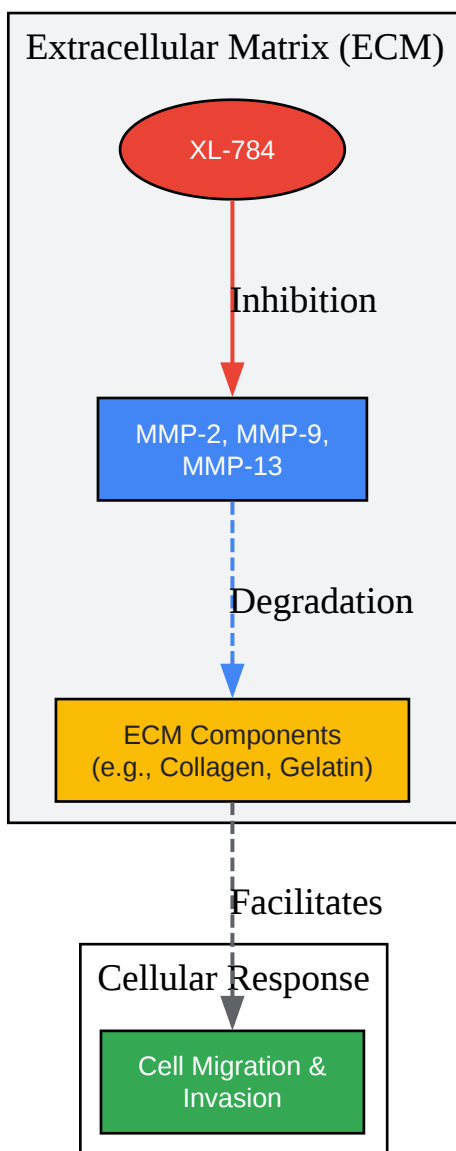 Extracellular Matrix (ECM)
XL-784
Inhibition
MMP-2, MMP-9,
MMP-13
Degradation
ECM Components
(e.g., Collagen, Gelatin)
Facilitates
Cellular Response
Cell Migration &
Invasion